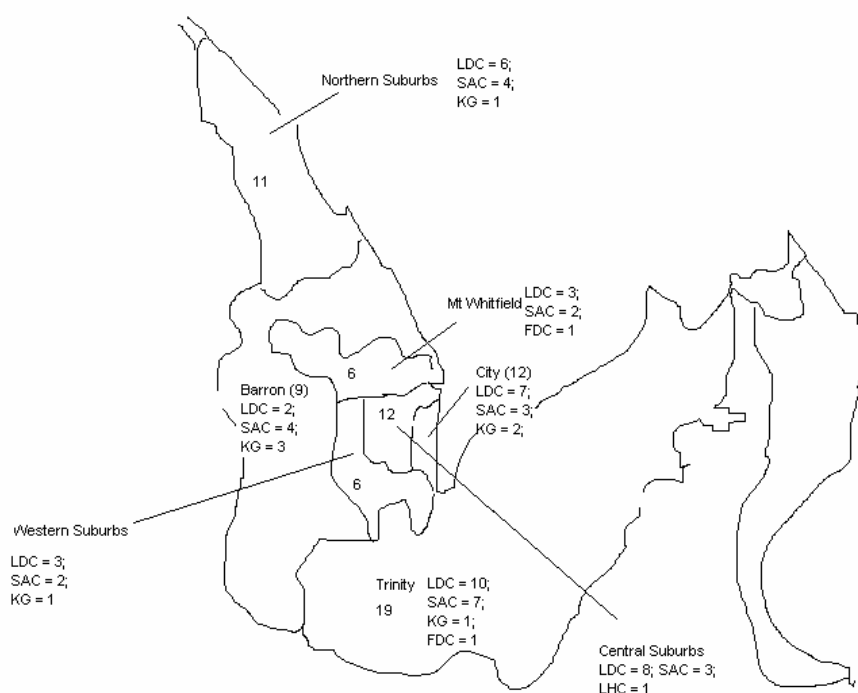 Northern Suburbs
LDC = 6;
SAC = 4;
KG = 1
11
Mt Whitfield
LDC = 3;
SAC = 2;
FDC = 1
6
City (12)
LDC = 7;
SAC = 3;
KG = 2;
Barron (9)
LDC = 2;
SAC = 4;
KG = 3
12
6
Western Suburbs
LDC = 3;
SAC = 2;
KG = 1
Trinity
19
LDC = 10;
SAC = 7;
KG = 1;
FDC = 1
Central Suburbs
LDC = 8; SAC = 3;
LHC = 1